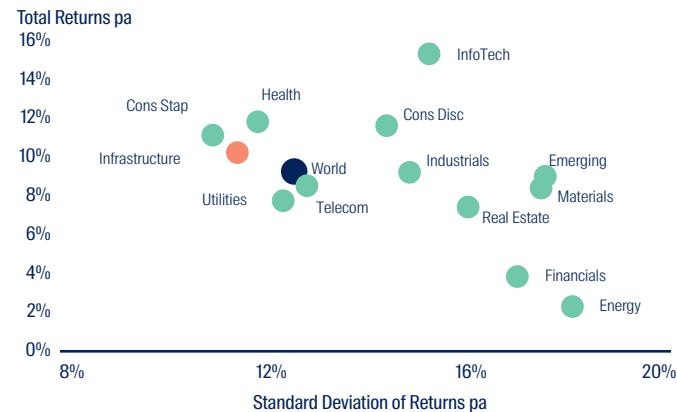 Total Returns pa
16%
InfoTech
14%
Health
12%
Cons Stap
Cons Disc
10%
Infrastructure
Industrials
Emerging
World
8%
Utilities
Telecom
Materials
Real Estate
6%
4%
Financials
2%
Energy
0%
8% 12% 16% 20%
Standard Deviation of Returns pa